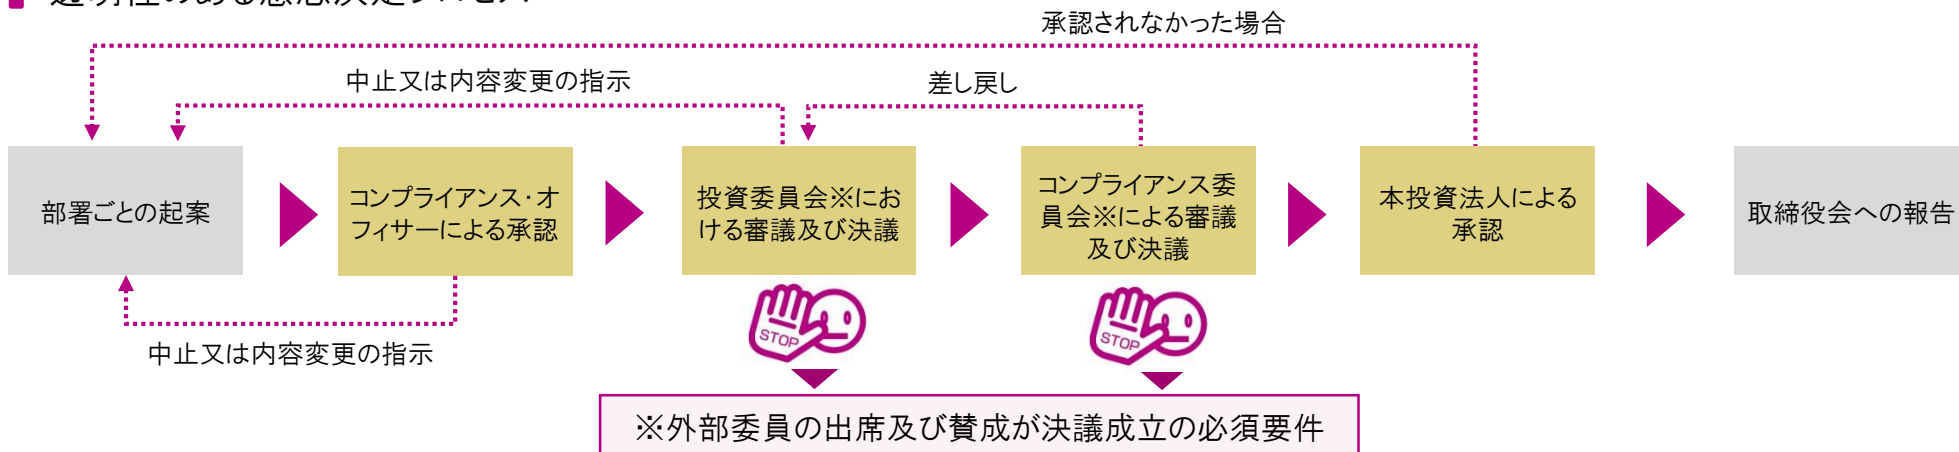 承認されなかった場合
中止又は内容変更の指示
差し戻し
部署ごとの起案
コンプライアンス・オ
フィサーによる承認
投資委員会※にお
ける審議及び決議
コンプライアンス委
員会※による審議
及び決議
本投資法人による
承認
取締役会への報告
STOP
STOP
中止又は内容変更の指示
※外部委員の出席及び賛成が決議成立の必須要件